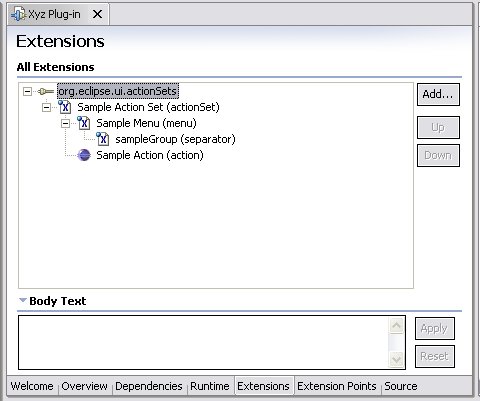 Xyz Plug-in
Extensions
All Extensions
org.eclipse.ui.actionSets
Add...
Sample Action Set (actionSet)
Sample Menu (menu)
Up
sampleGroup (separator)
Sample Action (action)
Down
Body Text
Apply
Reset
Welcome Overview Dependencies Runtime Extensions Extension Points Source